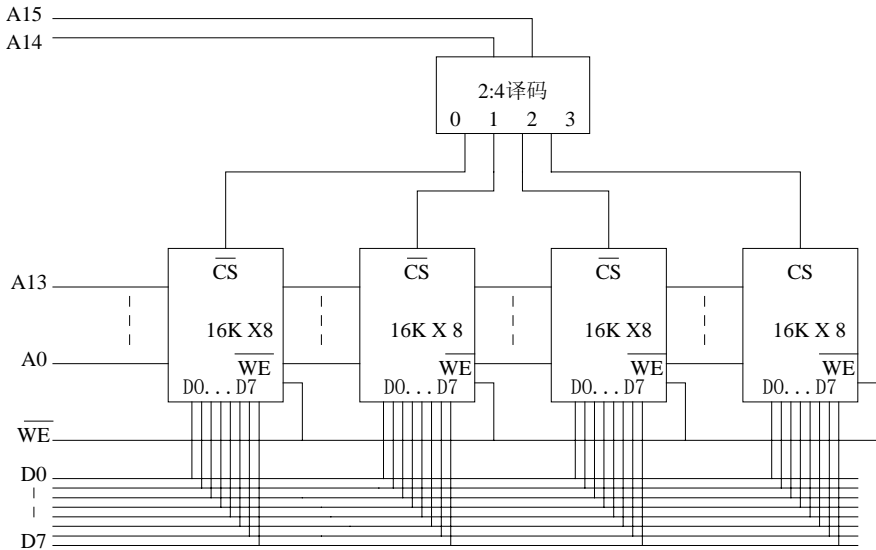 A15
A14
2:4译码
0 1 2 3
CS CS CS CS
A13
16K X8 16K X 8 16K X8 16K X 8
A0
WE WE WE WE
D0...D7 D0...D7 D0...D7 D0...D7
WE
D0
D7